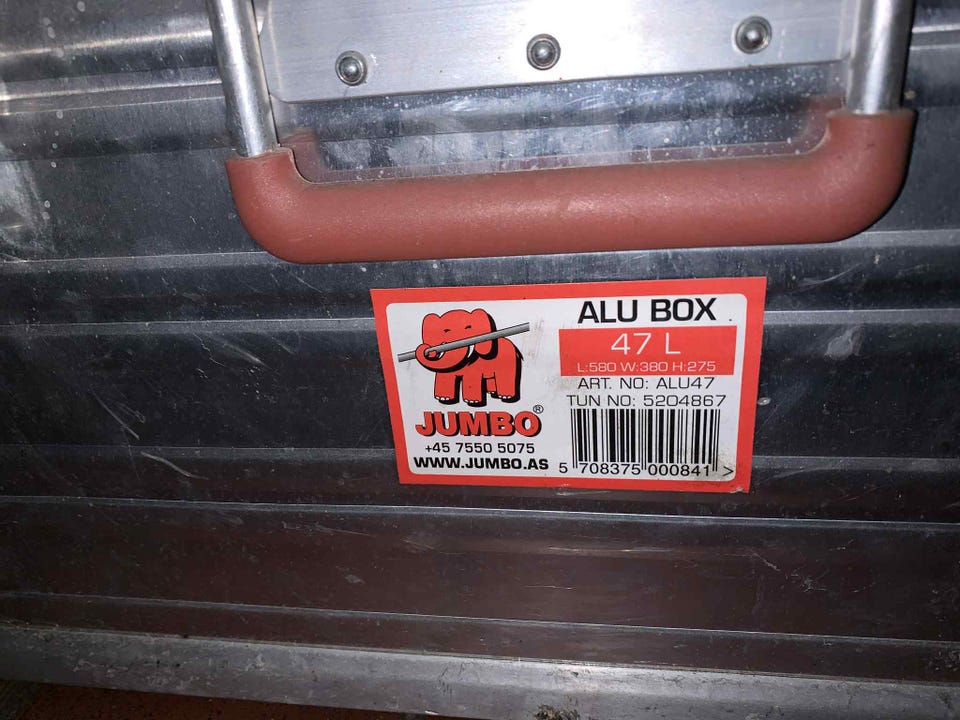 JUMBO®
+45 7550 5075
WWW.JUMBO.AS
ALU BOX
47 L
L:580 W:380 H:275
ART. NO: ALU47
TUN NO: 5204867
5 708375 000841 >